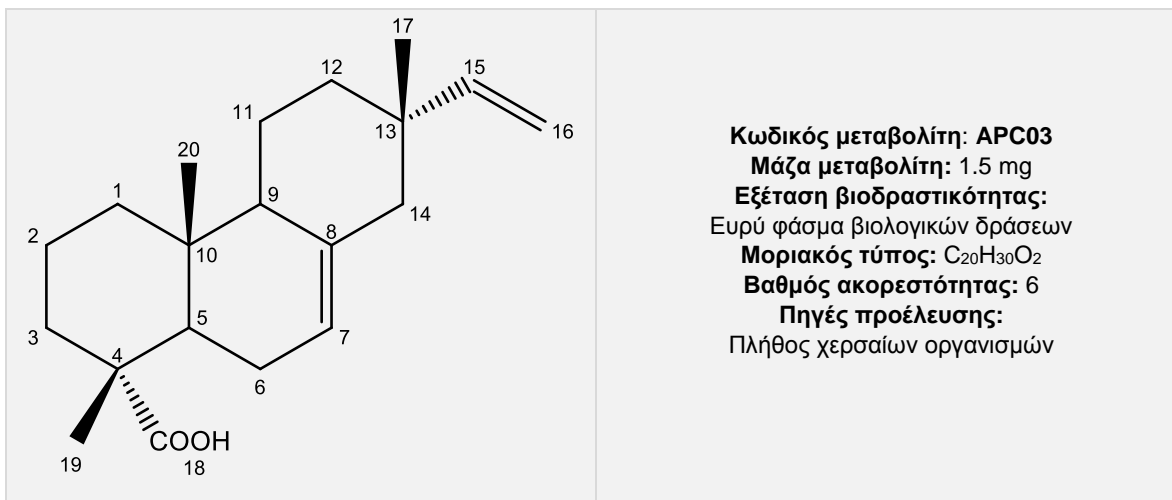 17
12
15
11
13
16
20
1
9
14
2
8
10
3
5
7
4
6
COOH
19
18
Κωδικός μεταβολίτη: APC03
Μάζα μεταβολίτη: 1.5 mg
Εξέταση βιοδραστικότητας:
Ευρύ φάσμα βιολογικών δράσεων
Μοριακός τύπος: C₂₀H₃₀O₂
Βαθμός ακορεστότητας: 6
Πηγές προέλευσης:
Πλήθος χερσαίων οργανισμών